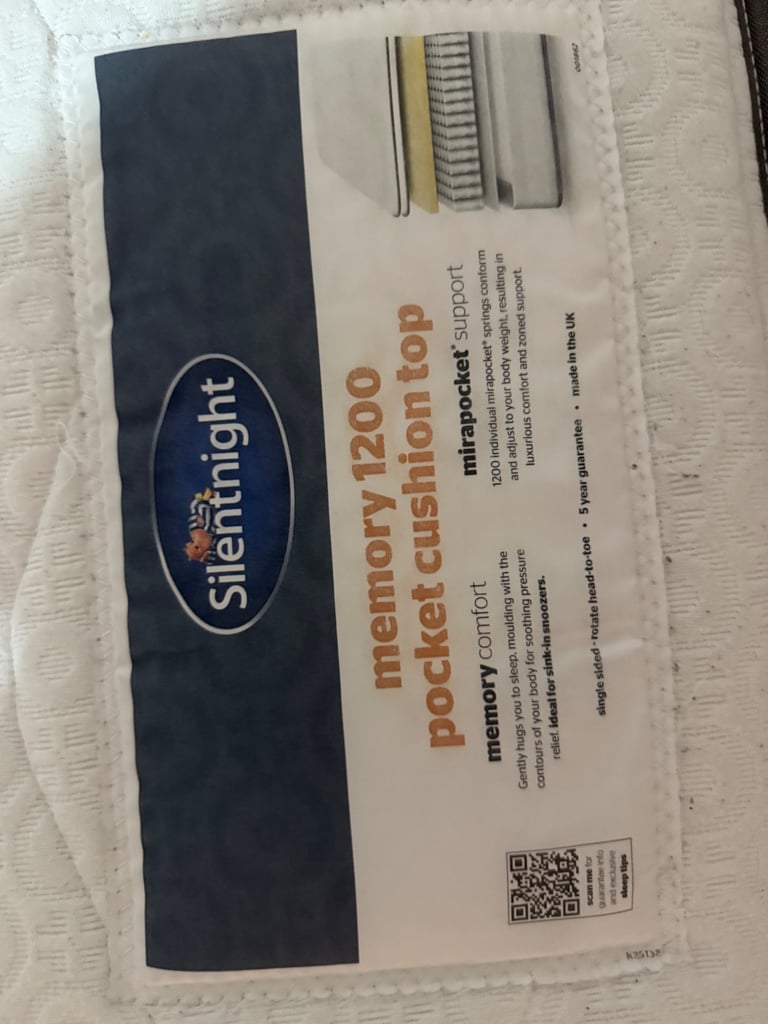 Silentnight
memory 1200
pocket cushion top
memory comfort
Gently hugs you to sleep, moulding with the
contours of your body for soothing pressure
relief. ideal for sink-in snoozers.
mirapocket® support
1200 individual mirapocket® springs conform
and adjust to your body weight, resulting in
luxurious comfort and zoned support.
single sided - rotate head-to-toe • 5 year guarantee • made in the UK
scan me for
guarantee info
and exclusive
sleep tips
001862